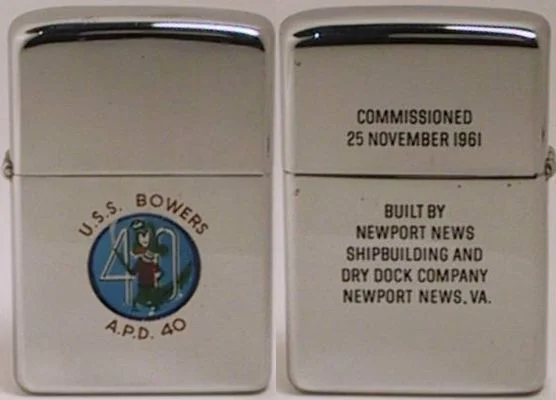 U.S.S. BOWERS
40
A.P.D. 40
COMMISSIONED
25 NOVEMBER 1961
BUILT BY
NEWPORT NEWS
SHIPBUILDING AND
DRY DOCK COMPANY
NEWPORT NEWS, VA.